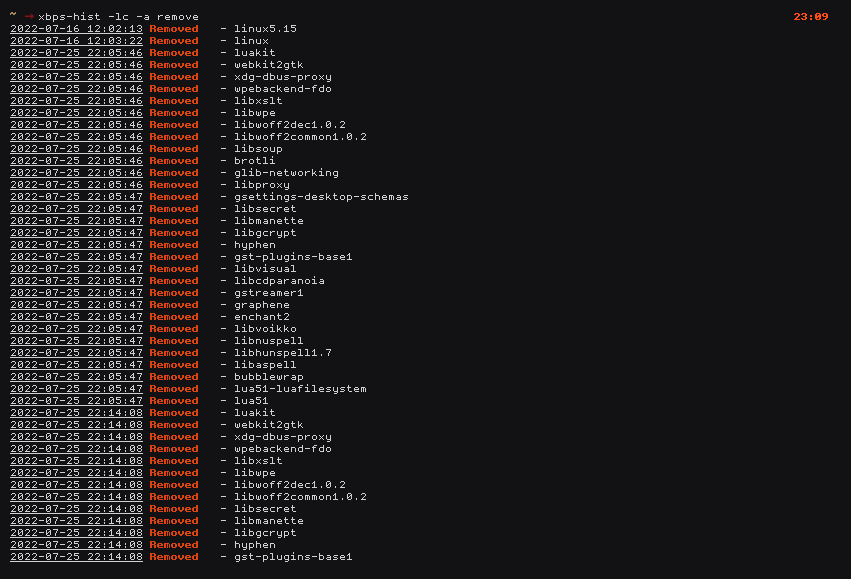 ~ → xbps-hist -lc -a remove 23:09
2022-07-16 12:02:13 Removed - linux5.15
2022-07-16 12:03:22 Removed - linux
2022-07-25 22:05:46 Removed - luakit
2022-07-25 22:05:46 Removed - webkit2gtk
2022-07-25 22:05:46 Removed - xdg-dbus-proxy
2022-07-25 22:05:46 Removed - wpebackend-fdo
2022-07-25 22:05:46 Removed - libxslt
2022-07-25 22:05:46 Removed - libwpe
2022-07-25 22:05:46 Removed - libwoff2dec1.0.2
2022-07-25 22:05:46 Removed - libwoff2common1.0.2
2022-07-25 22:05:46 Removed - libsoup
2022-07-25 22:05:46 Removed - brotli
2022-07-25 22:05:46 Removed - glib-networking
2022-07-25 22:05:46 Removed - libproxy
2022-07-25 22:05:47 Removed - gsettings-desktop-schemas
2022-07-25 22:05:47 Removed - libsecret
2022-07-25 22:05:47 Removed - libmanette
2022-07-25 22:05:47 Removed - libgcrypt
2022-07-25 22:05:47 Removed - hyphen
2022-07-25 22:05:47 Removed - gst-plugins-base1
2022-07-25 22:05:47 Removed - libvisual
2022-07-25 22:05:47 Removed - libcdparanoia
2022-07-25 22:05:47 Removed - gstreamer1
2022-07-25 22:05:47 Removed - graphene
2022-07-25 22:05:47 Removed - enchant2
2022-07-25 22:05:47 Removed - libvoikko
2022-07-25 22:05:47 Removed - libnuspell
2022-07-25 22:05:47 Removed - libhunspell1.7
2022-07-25 22:05:47 Removed - libaspell
2022-07-25 22:05:47 Removed - bubblewrap
2022-07-25 22:05:47 Removed - lua51-luafilesystem
2022-07-25 22:05:47 Removed - lua51
2022-07-25 22:14:08 Removed - luakit
2022-07-25 22:14:08 Removed - webkit2gtk
2022-07-25 22:14:08 Removed - xdg-dbus-proxy
2022-07-25 22:14:08 Removed - wpebackend-fdo
2022-07-25 22:14:08 Removed - libxslt
2022-07-25 22:14:08 Removed - libwpe
2022-07-25 22:14:08 Removed - libwoff2dec1.0.2
2022-07-25 22:14:08 Removed - libwoff2common1.0.2
2022-07-25 22:14:08 Removed - libsecret
2022-07-25 22:14:08 Removed - libmanette
2022-07-25 22:14:08 Removed - libgcrypt
2022-07-25 22:14:08 Removed - hyphen
2022-07-25 22:14:08 Removed - gst-plugins-base1